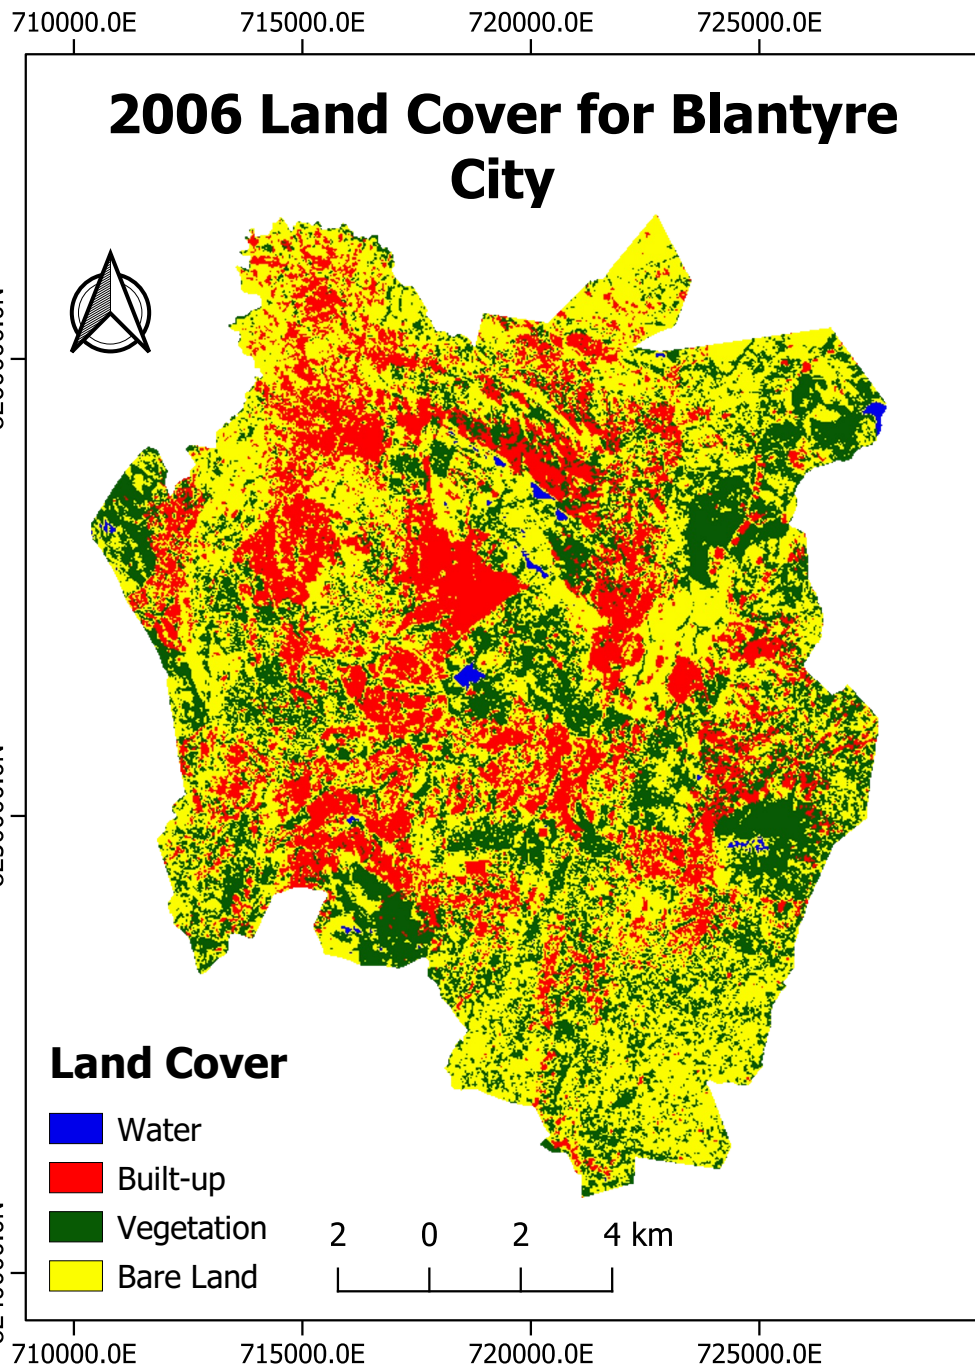 710000.0E 715000.0E 720000.0E 725000.0E
2006 Land Cover for Blantyre
City
Land Cover
Water
Built-up
Vegetation
Bare Land
2 0 2 4 km
710000.0E 715000.0E 720000.0E 725000.0E